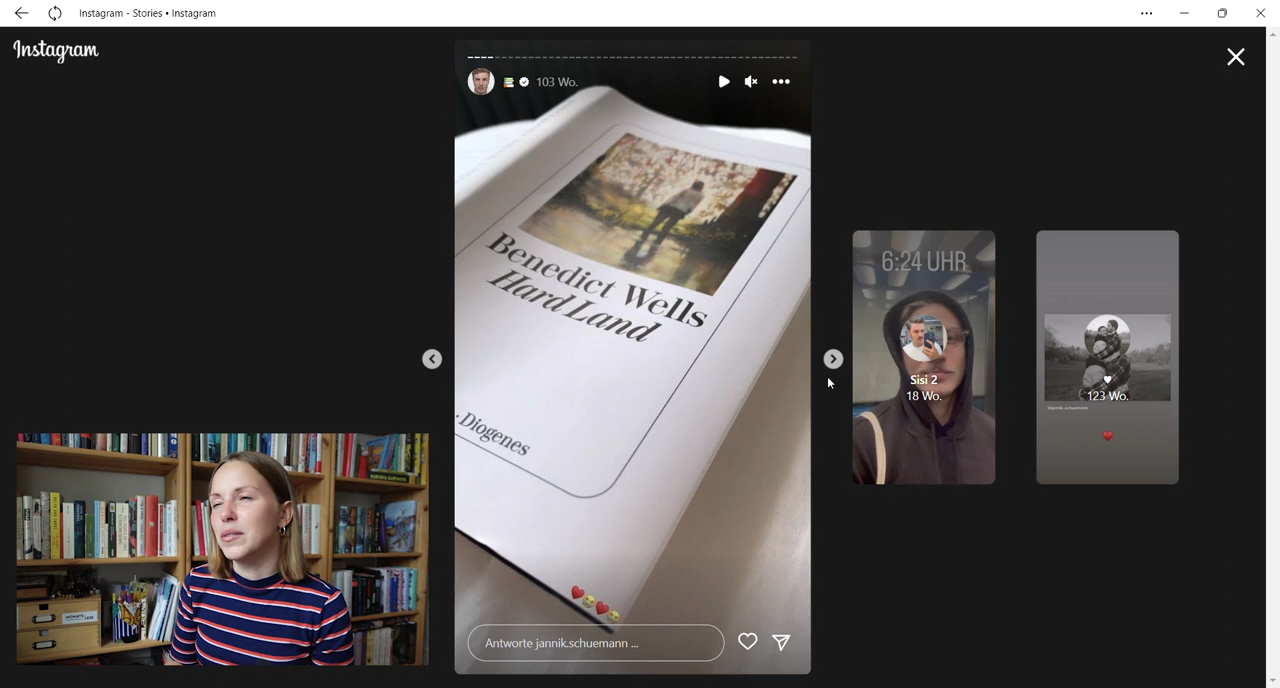 Instagram - Stories • Instagram
Instagram
103 Wo.
Benedict Wells
Hard Land
Diogenes
Antworte jannik.schuemann ...
6:24 UHR
Sisi 2
18 Wo.
123 Wo.